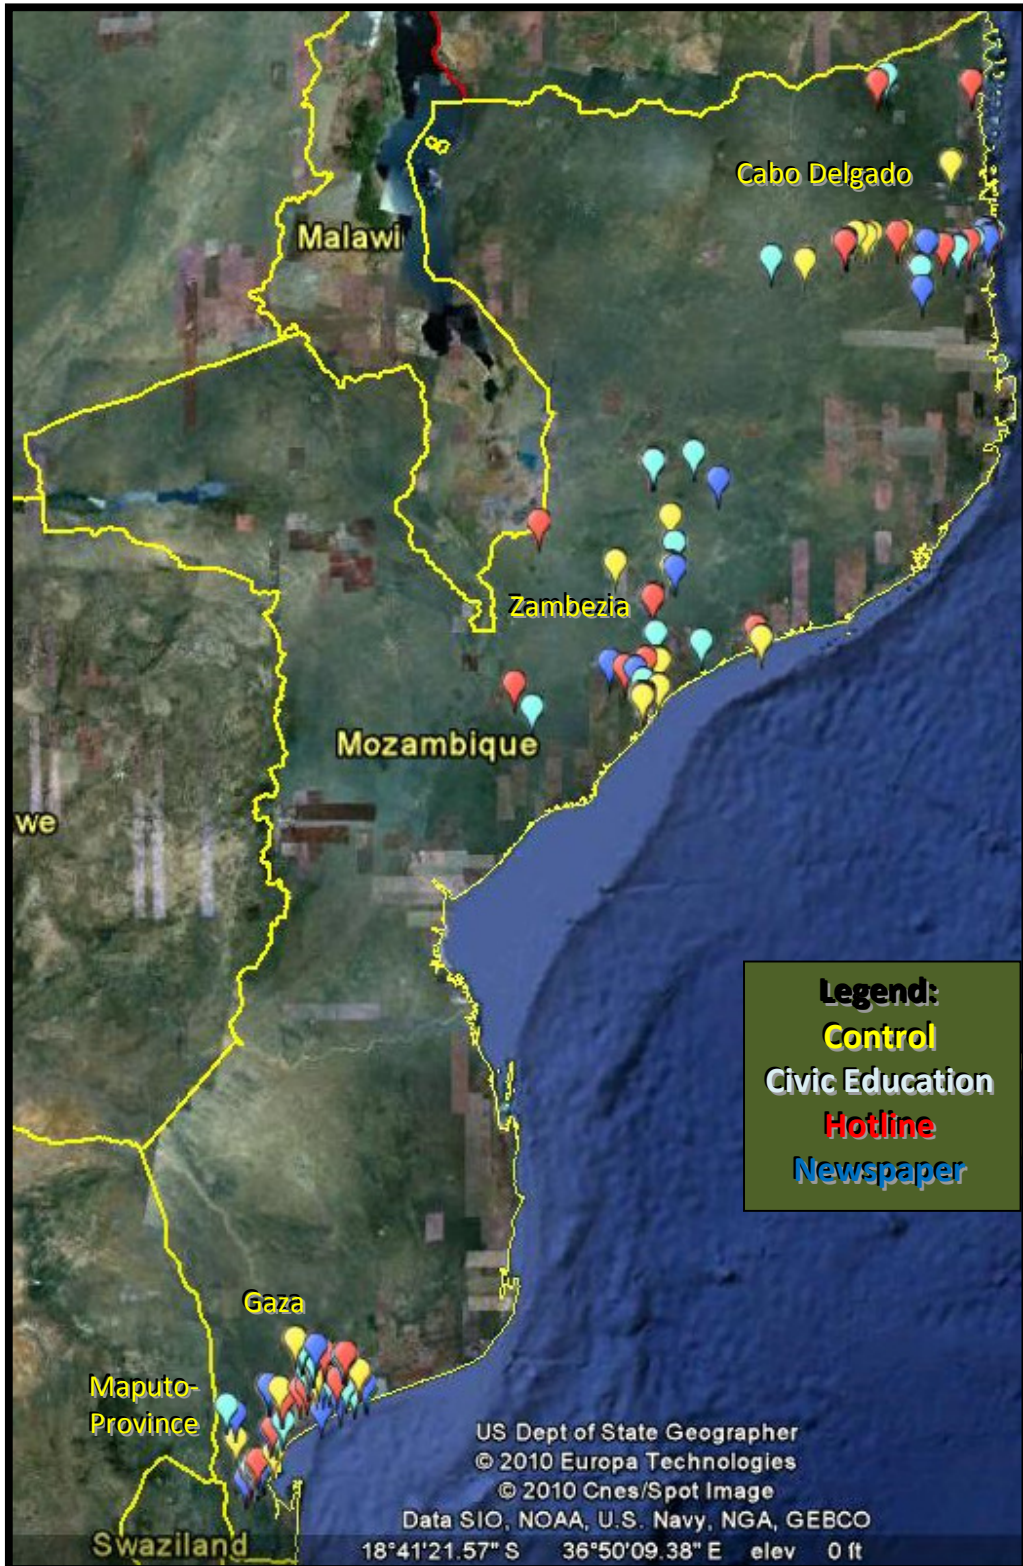 Cabo Delgado
Malawi
Zambezia
Mozambique
we
Legend:
Control
Civic Education
Hotline
Newspaper
Gaza
Maputo-
Province
US Dept of State Geographer
© 2010 Europa Technologies
© 2010 Cnes/Spot Image
Data SIO, NOAA, U.S. Navy, NGA, GEBCO
Swaziland
18°41'21.57" S 36°50'09.38" E elev 0 ft